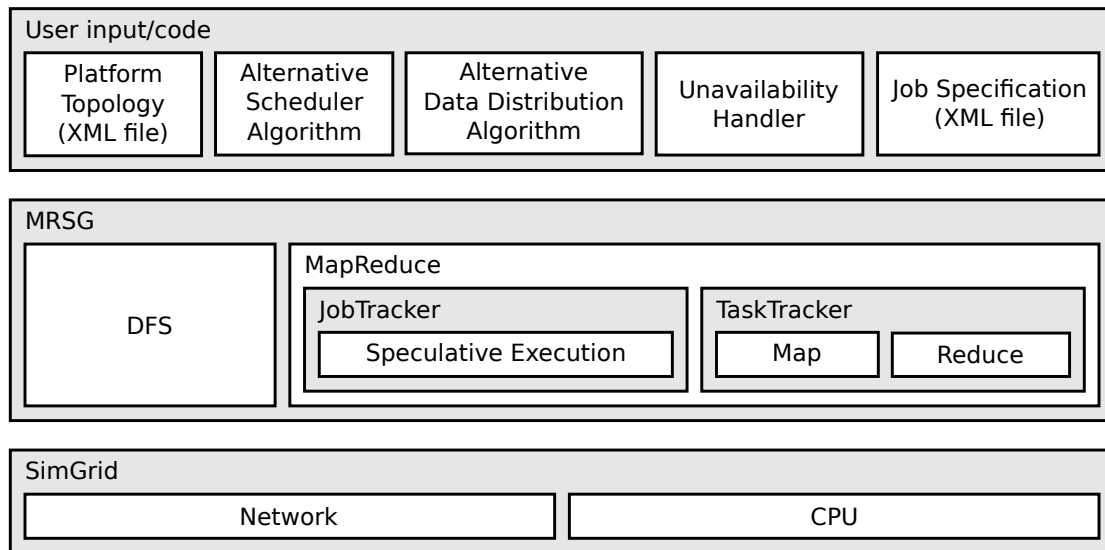 User input/code
Platform
Topology
(XML file)
Alternative
Scheduler
Algorithm
Alternative
Data Distribution
Algorithm
Unavailability
Handler
Job Specification
(XML file)
MRSG
DFS
MapReduce
JobTracker
Speculative Execution
TaskTracker
Map
Reduce
SimGrid
Network
CPU